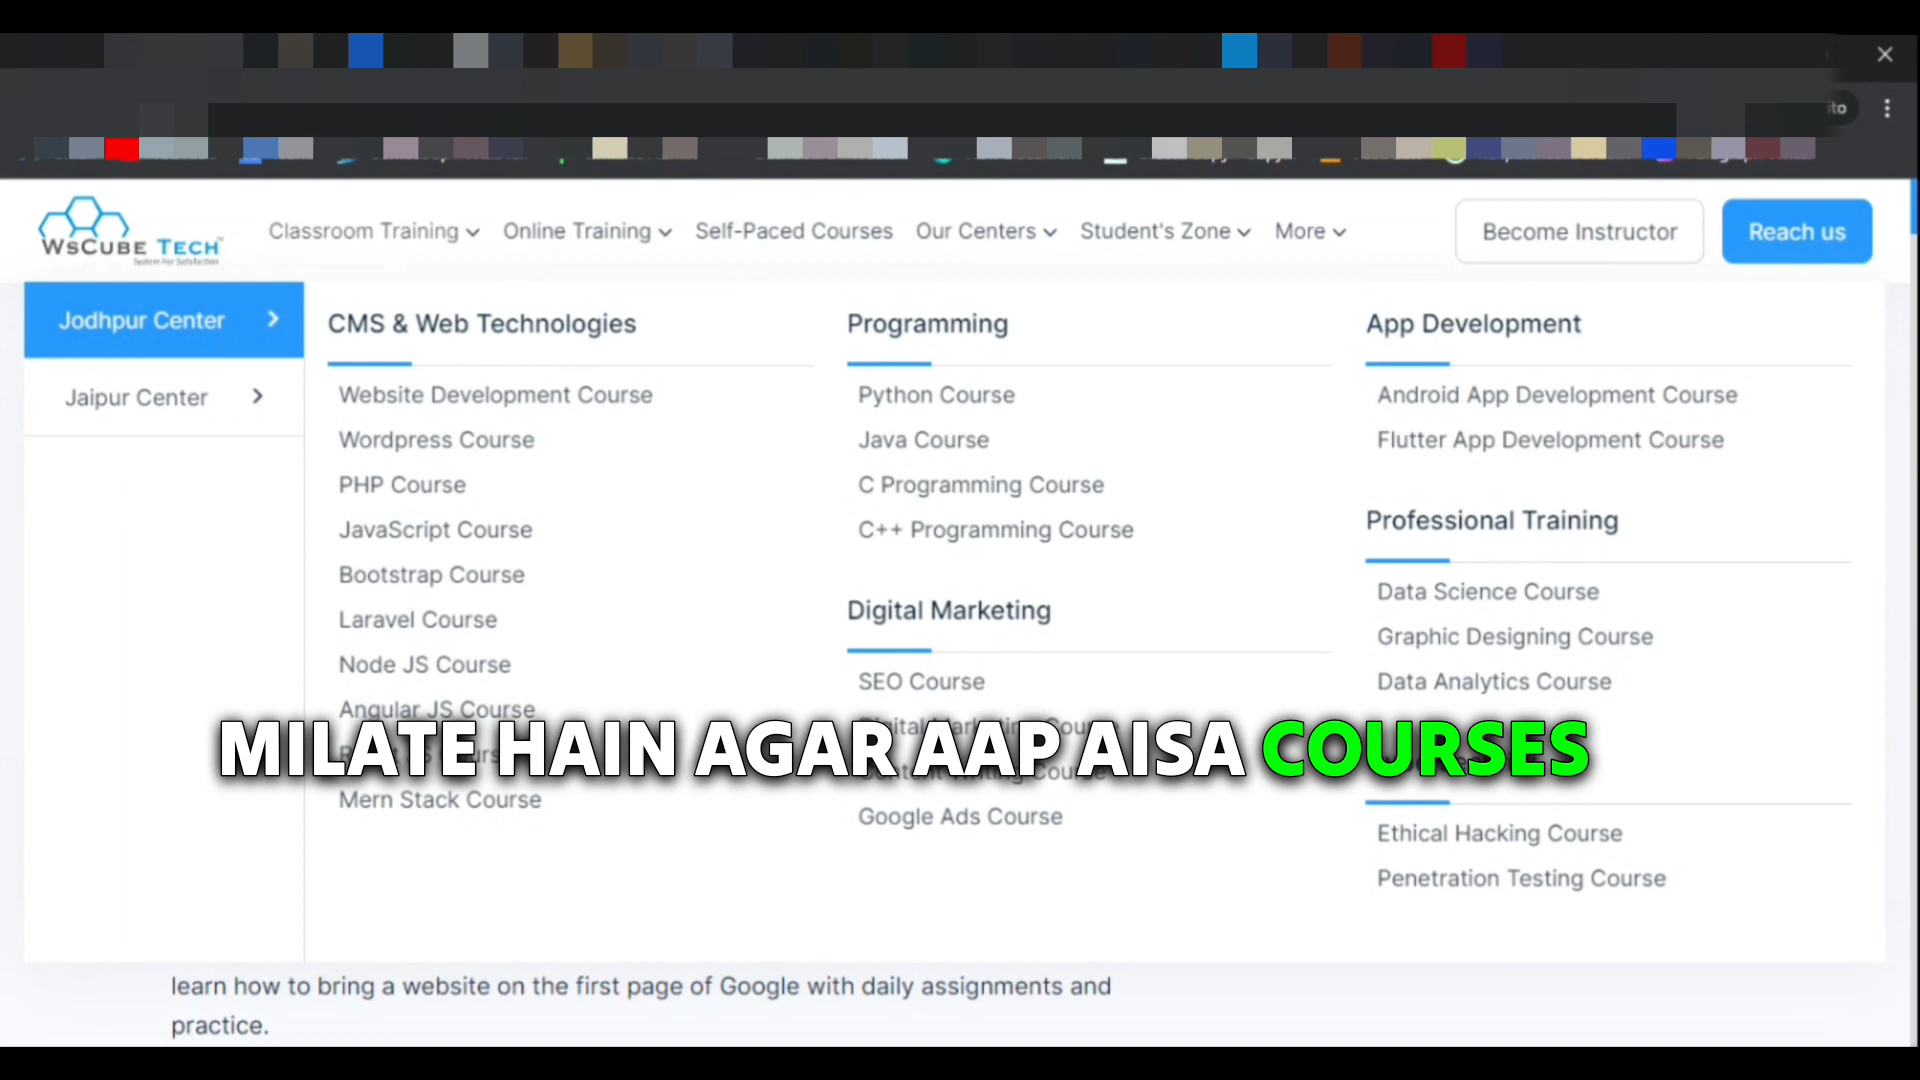 WsCube Tech
System For Satisfaction
Classroom Training
Online Training
Self-Paced Courses
Our Centers
Student's Zone
More
Become Instructor
Reach us
Jodhpur Center
Jaipur Center
CMS & Web Technologies
Website Development Course
Wordpress Course
PHP Course
JavaScript Course
Bootstrap Course
Laravel Course
Node JS Course
Angular JS Course
Mern Stack Course
Programming
Python Course
Java Course
C Programming Course
C++ Programming Course
Digital Marketing
SEO Course
Google Ads Course
App Development
Android App Development Course
Flutter App Development Course
Professional Training
Data Science Course
Graphic Designing Course
Data Analytics Course
Ethical Hacking Course
Penetration Testing Course
MILATE HAIN AGAR AAP AISA COURSES
learn how to bring a website on the first page of Google with daily assignments and
practice.